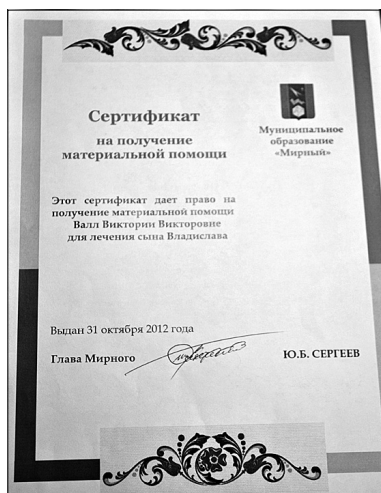 Сертификат
на получение
материальной помощи
Муниципальное
образование
«Мирный»
Этот сертификат дает право на
получение материальной помощи
Валл Виктории Викторовне
для лечения сына Владислава
Выдан 31 октября 2012 года
Глава Мирного
Ю.Б. СЕРГЕЕВ